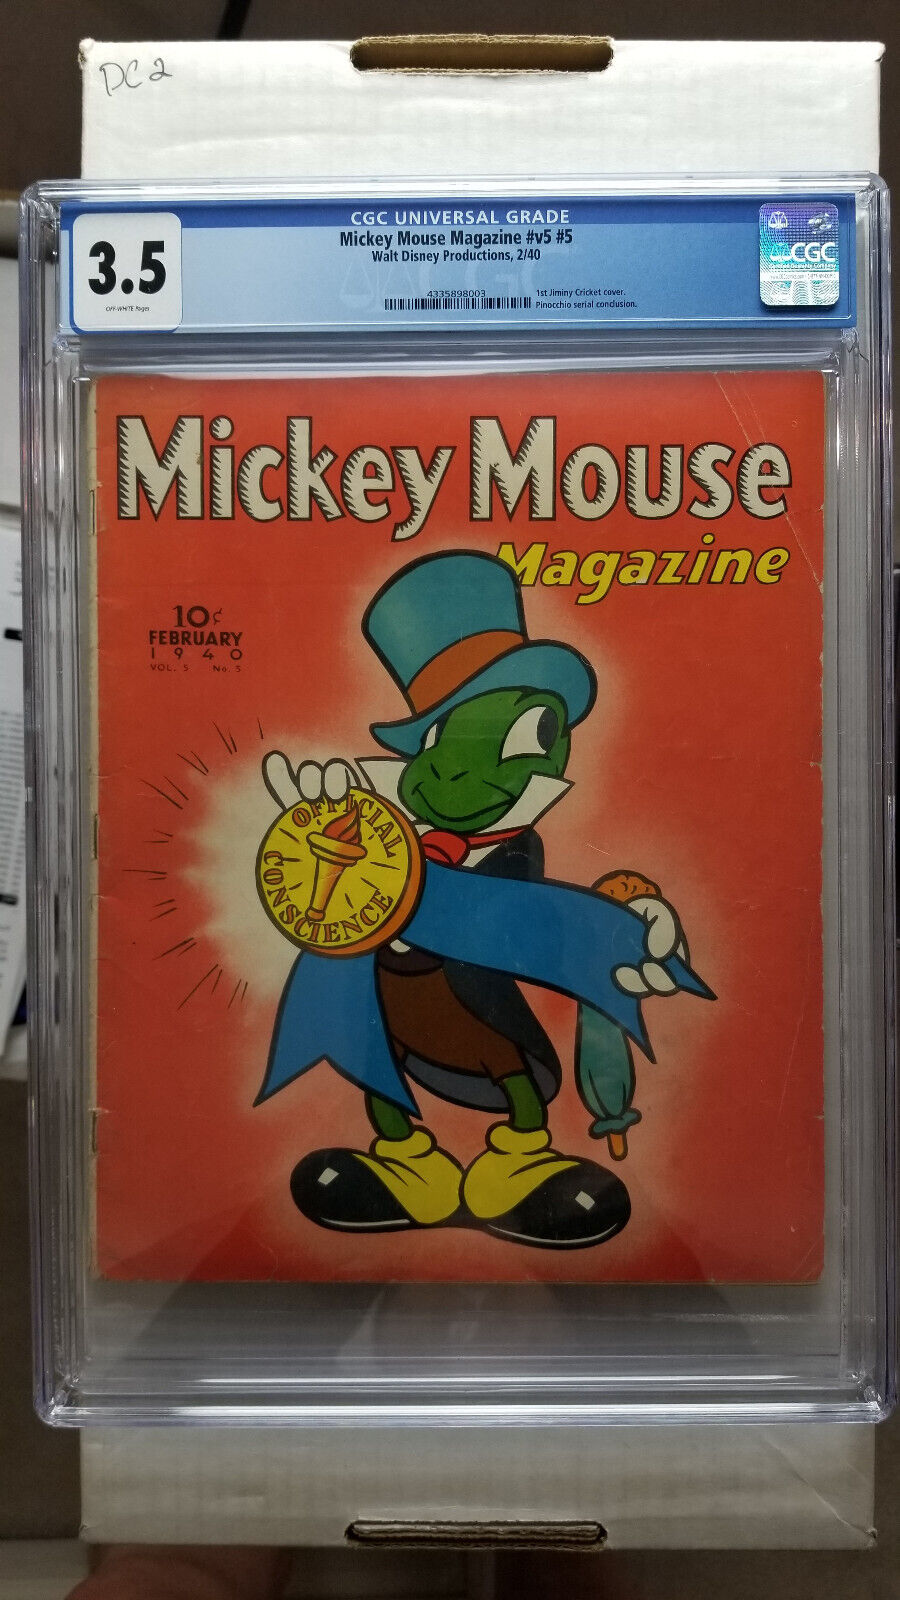 DC 2
CGC UNIVERSAL GRADE
3.5
OFF-WHITE Pages
Mickey Mouse Magazine #v5 #5
Walt Disney Productions, 2/40
4335898003
1st Jiminy Cricket cover.
Pinocchio serial conclusion.
CGC
Mickey Mouse
Magazine
10¢
FEBRUARY
1940
VOL. 5 No. 5
OFFICIAL
CONSCIENCE